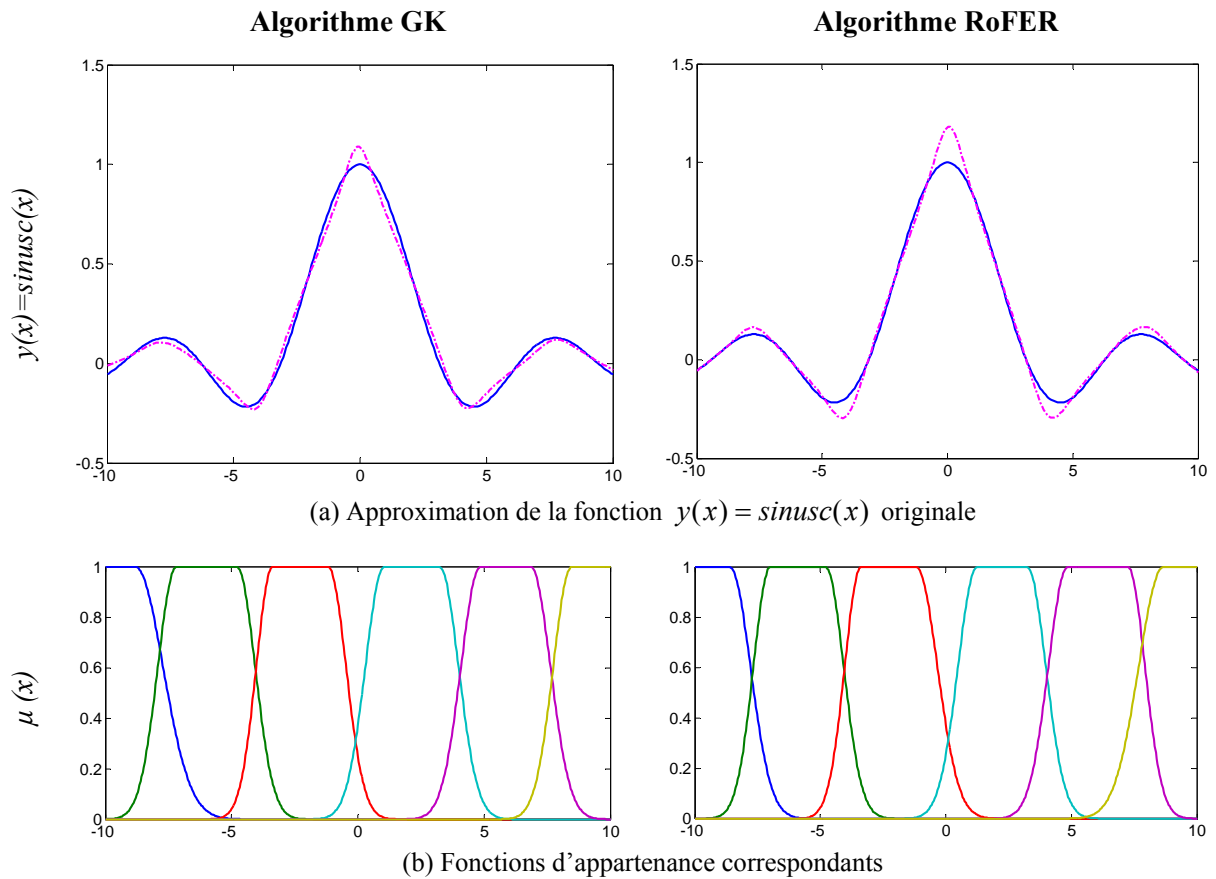 Algorithme GK
Algorithme RoFER
y(x)=sinusc(x)
1.5
1
0.5
0
-0.5
-10 -5 0 5 10
1.5
1
0.5
0
-0.5
-10 -5 0 5 10
(a) Approximation de la fonction y(x) = sinusc(x) originale
μ (x)
1
0.8
0.6
0.4
0.2
0
-10 -5 0 5 10
1
0.8
0.6
0.4
0.2
0
-10 -5 0 5 10
(b) Fonctions d’appartenance correspondants